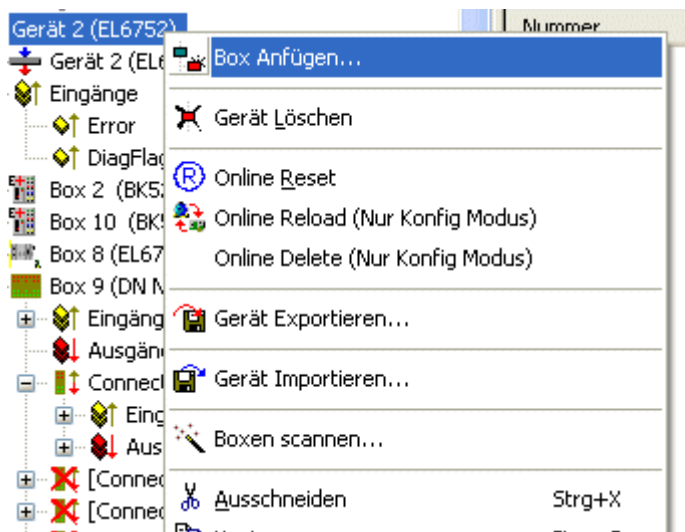 Gerät 2 (EL6752)
Nummer
Gerät 2 (EL6
Box Anfügen...
Eingänge
Error
Gerät Löschen
DiagFlag
Box 2 (BK52
Online Reset
Box 10 (BK5
Online Reload (Nur Konfig Modus)
Box 8 (EL67
Online Delete (Nur Konfig Modus)
Box 9 (DN N
Eingäng
Gerät Exportieren...
Ausgän
Connect
Gerät Importieren...
Eing
Aus
Boxen scannen...
[Connec
[Connec
Ausschneiden Strg+X